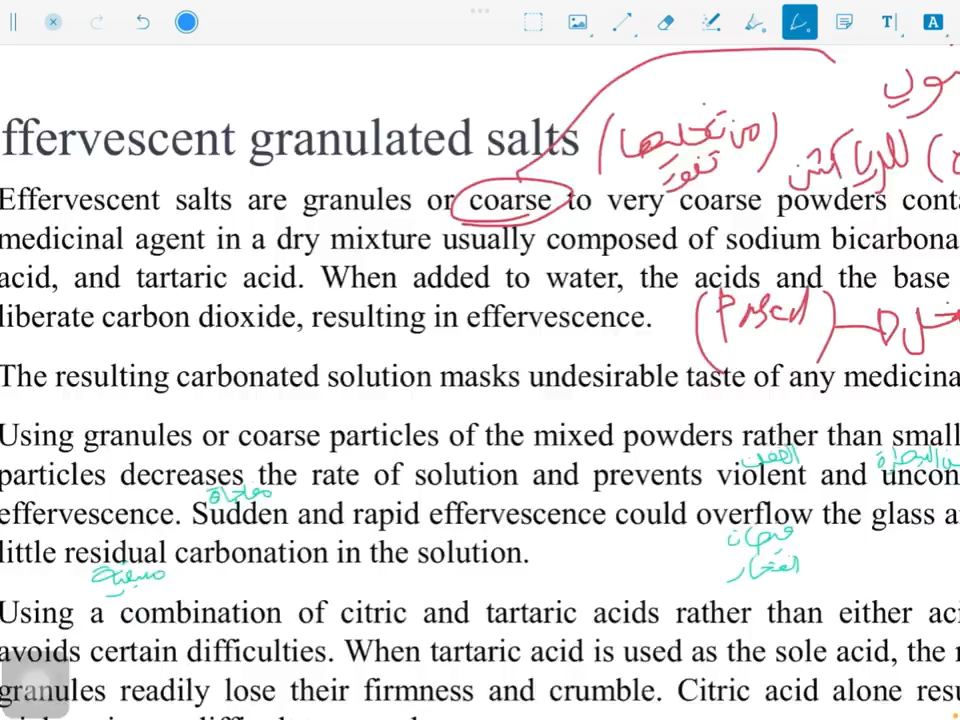 ffervescent granulated salts
Effervescent salts are granules or coarse to very coarse powders conta
medicinal agent in a dry mixture usually composed of sodium bicarbona
acid, and tartaric acid. When added to water, the acids and the base
liberate carbon dioxide, resulting in effervescence.
The resulting carbonated solution masks undesirable taste of any medicina
Using granules or coarse particles of the mixed powders rather than small
العنف
particles decreases the rate of solution and prevents violent and uncon
مفاجأة
effervescence. Sudden and rapid effervescence could overflow the glass a
little residual carbonation in the solution.
فيضان
متبقية
Using a combination of citric and tartaric acids rather than either aci
avoids certain difficulties. When tartaric acid is used as the sole acid, the
granules readily lose their firmness and crumble. Citric acid alone resu